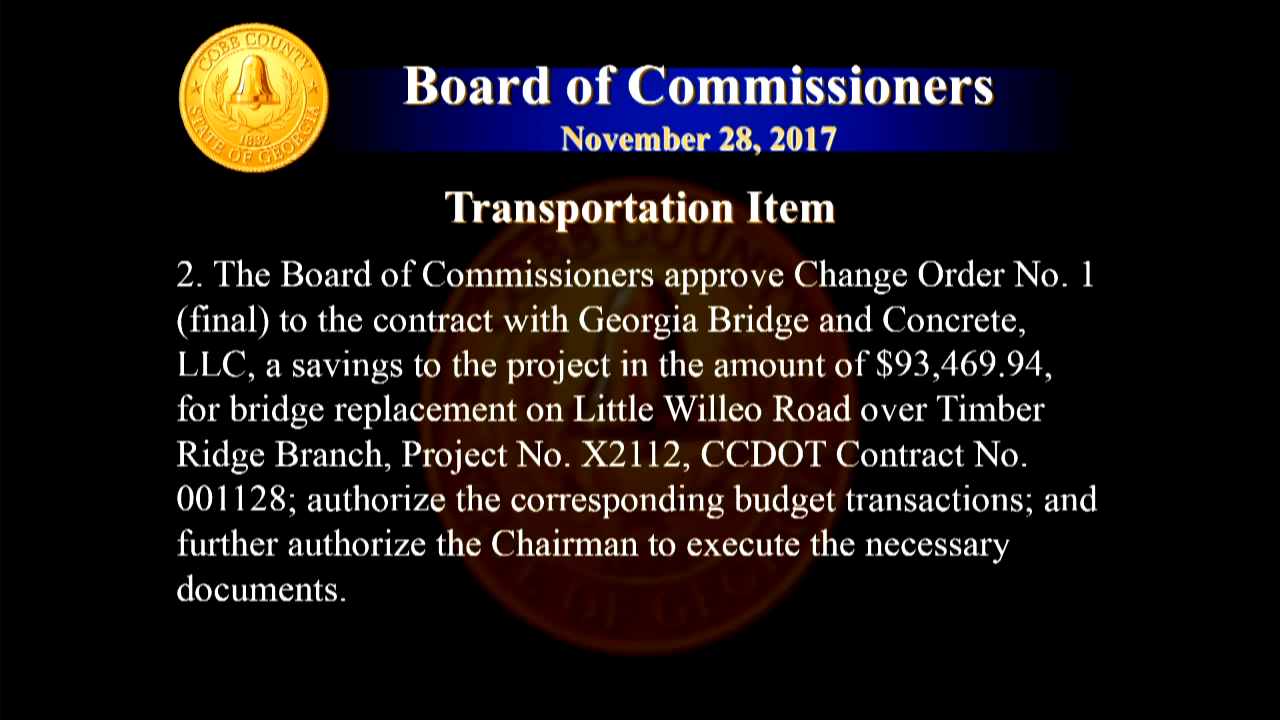 COBB COUNTY
1832
STATE OF GEORGIA
Board of Commissioners
November 28, 2017
Transportation Item
2. The Board of Commissioners approve Change Order No. 1
(final) to the contract with Georgia Bridge and Concrete,
LLC, a savings to the project in the amount of $93,469.94,
for bridge replacement on Little Willeo Road over Timber
Ridge Branch, Project No. X2112, CCDOT Contract No.
001128; authorize the corresponding budget transactions; and
further authorize the Chairman to execute the necessary
documents.